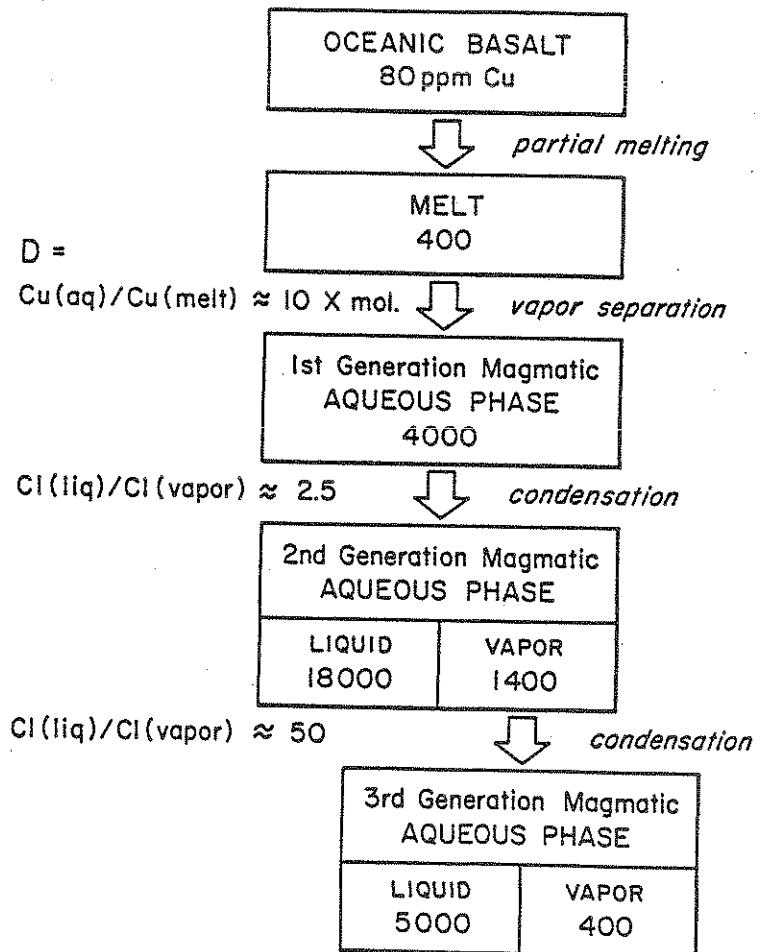 OCEANIC BASALT
80 ppm Cu
partial melting
MELT
400
D =
Cu(aq)/Cu(melt) ≈ 10 X mol.
vapor separation
1st Generation Magmatic
AQUEOUS PHASE
4000
Cl(liq)/Cl(vapor) ≈ 2.5
condensation
2nd Generation Magmatic
AQUEOUS PHASE
LIQUID
18000
VAPOR
1400
Cl(liq)/Cl(vapor) ≈ 50
condensation
3rd Generation Magmatic
AQUEOUS PHASE
LIQUID
5000
VAPOR
400